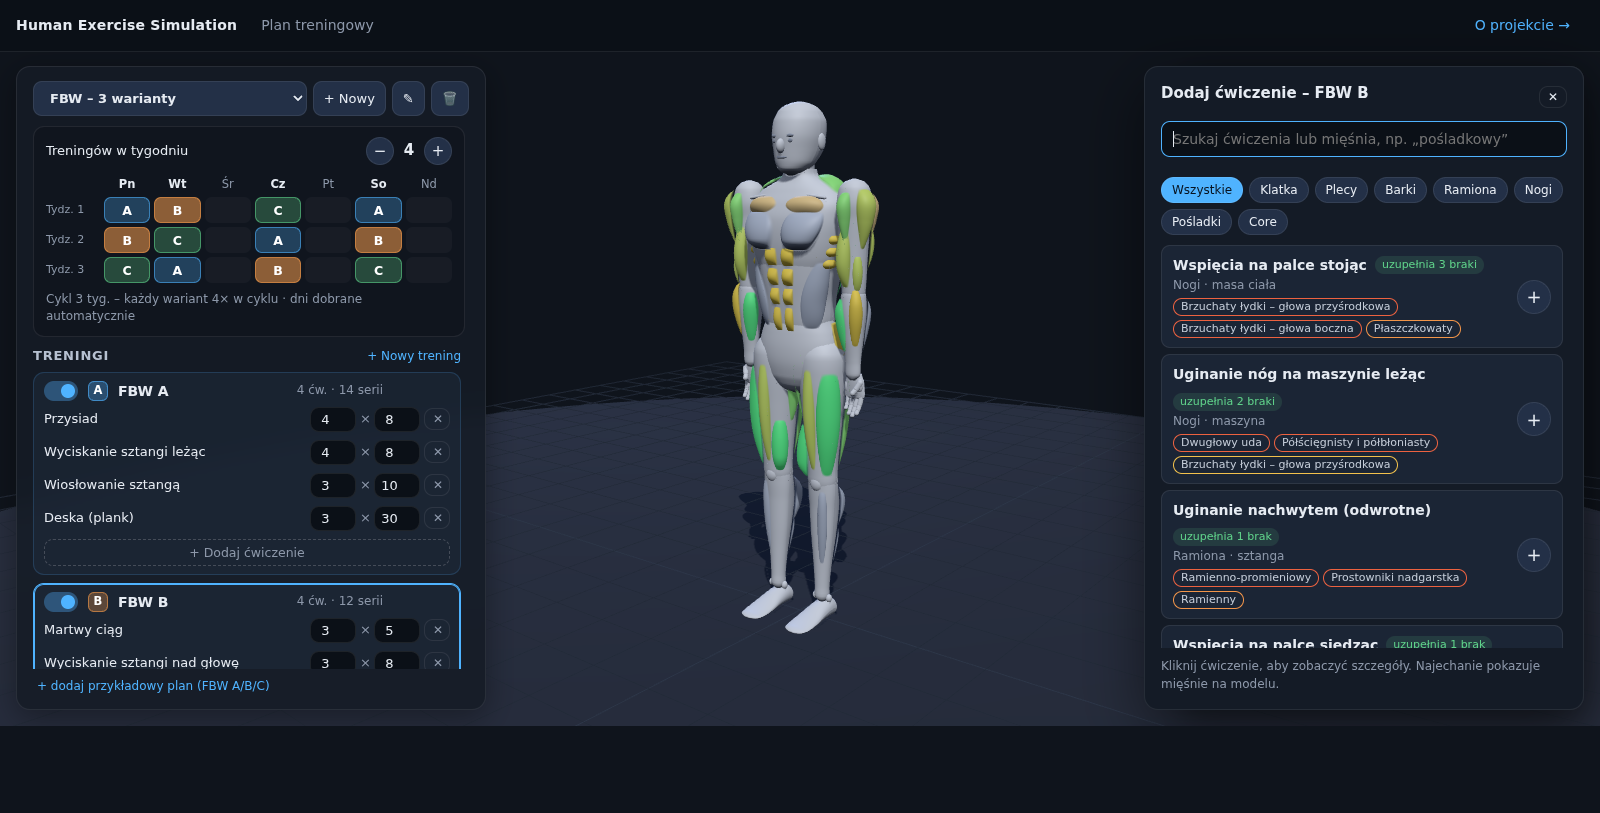 Human Exercise Simulation Plan treningowy O projekcie →
FBW – 3 warianty + Nowy ✎
Treningów w tygodniu − 4 +
Pn Wt Śr Cz Pt So Nd
Tydz. 1 A B C A
Tydz. 2 B C A B
Tydz. 3 C A B C
Cykl 3 tyg. – każdy wariant 4× w cyklu · dni dobrane
automatycznie
TRENINGI + Nowy trening
A FBW A 4 ćw. · 14 serii
Przysiad 4 × 8 ✕
Wyciskanie sztangi leżąc 4 × 8 ✕
Wiosłowanie sztangą 3 × 10 ✕
Deska (plank) 3 × 30 ✕
+ Dodaj ćwiczenie
B FBW B 4 ćw. · 12 serii
Martwy ciąg 3 × 5 ✕
Wyciskanie sztangi nad głowę 3 × 8 ✕
+ dodaj przykładowy plan (FBW A/B/C)
Dodaj ćwiczenie – FBW B ✕
Szukaj ćwiczenia lub mięśnia, np. „pośladkowy”
Wszystkie Klatka Plecy Barki Ramiona Nogi
Pośladki Core
Wspięcia na palce stojąc uzupełnia 3 braki
Nogi · masa ciała +
Brzuchaty łydki – głowa przyśrodkowa
Brzuchaty łydki – głowa boczna Płaszczkowaty
Uginanie nóg na maszynie leżąc
uzupełnia 2 braki
Nogi · maszyna +
Dwugłowy uda Półścięgnisty i półbłoniasty
Brzuchaty łydki – głowa przyśrodkowa
Uginanie nachwytem (odwrotne)
uzupełnia 1 brak
Ramiona · sztanga +
Ramienno-promieniowy Prostowniki nadgarstka
Ramienny
Wspięcia na palce siedząc uzupełnia 1 brak
Kliknij ćwiczenie, aby zobaczyć szczegóły. Najechanie pokazuje
mięśnie na modelu.